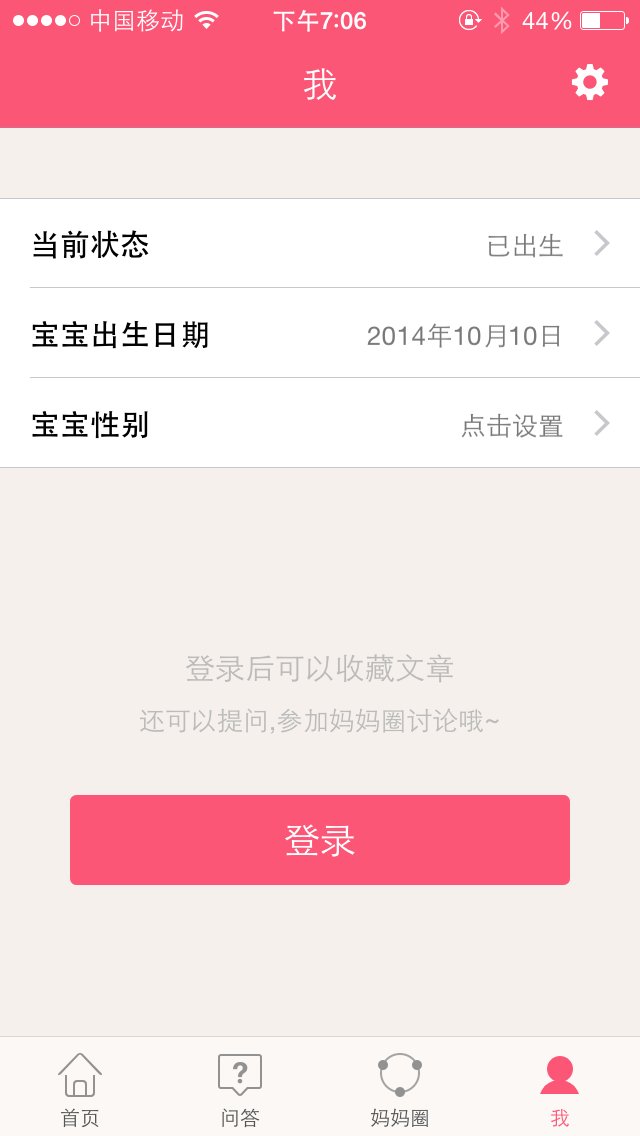 中国移动 下午7:06 44%
我
当前状态 已出生
宝宝出生日期 2014年10月10日
宝宝性别 点击设置
登录后可以收藏文章
还可以提问,参加妈妈圈讨论哦~
登录
首页 问答 妈妈圈 我